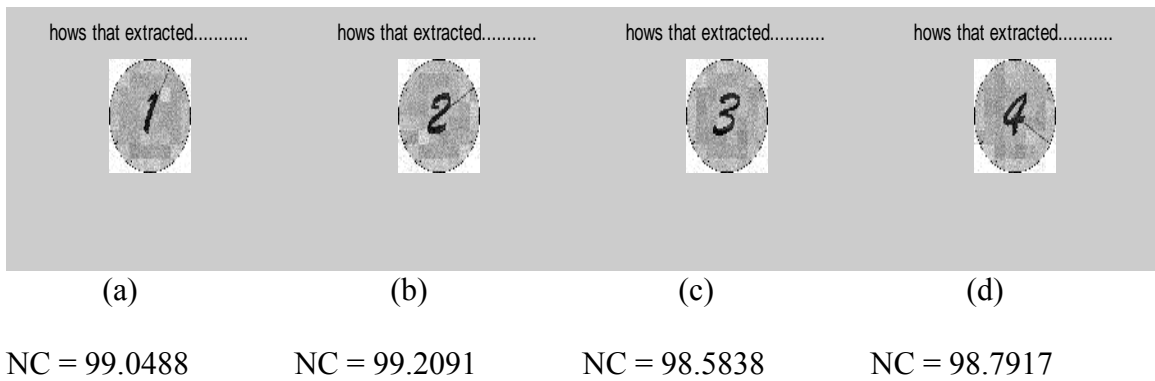 hows that extracted........... hows that extracted........... hows that extracted........... hows that extracted...........
1 2 3 4
(a) (b) (c) (d)
NC = 99.0488 NC = 99.2091 NC = 98.5838 NC = 98.7917